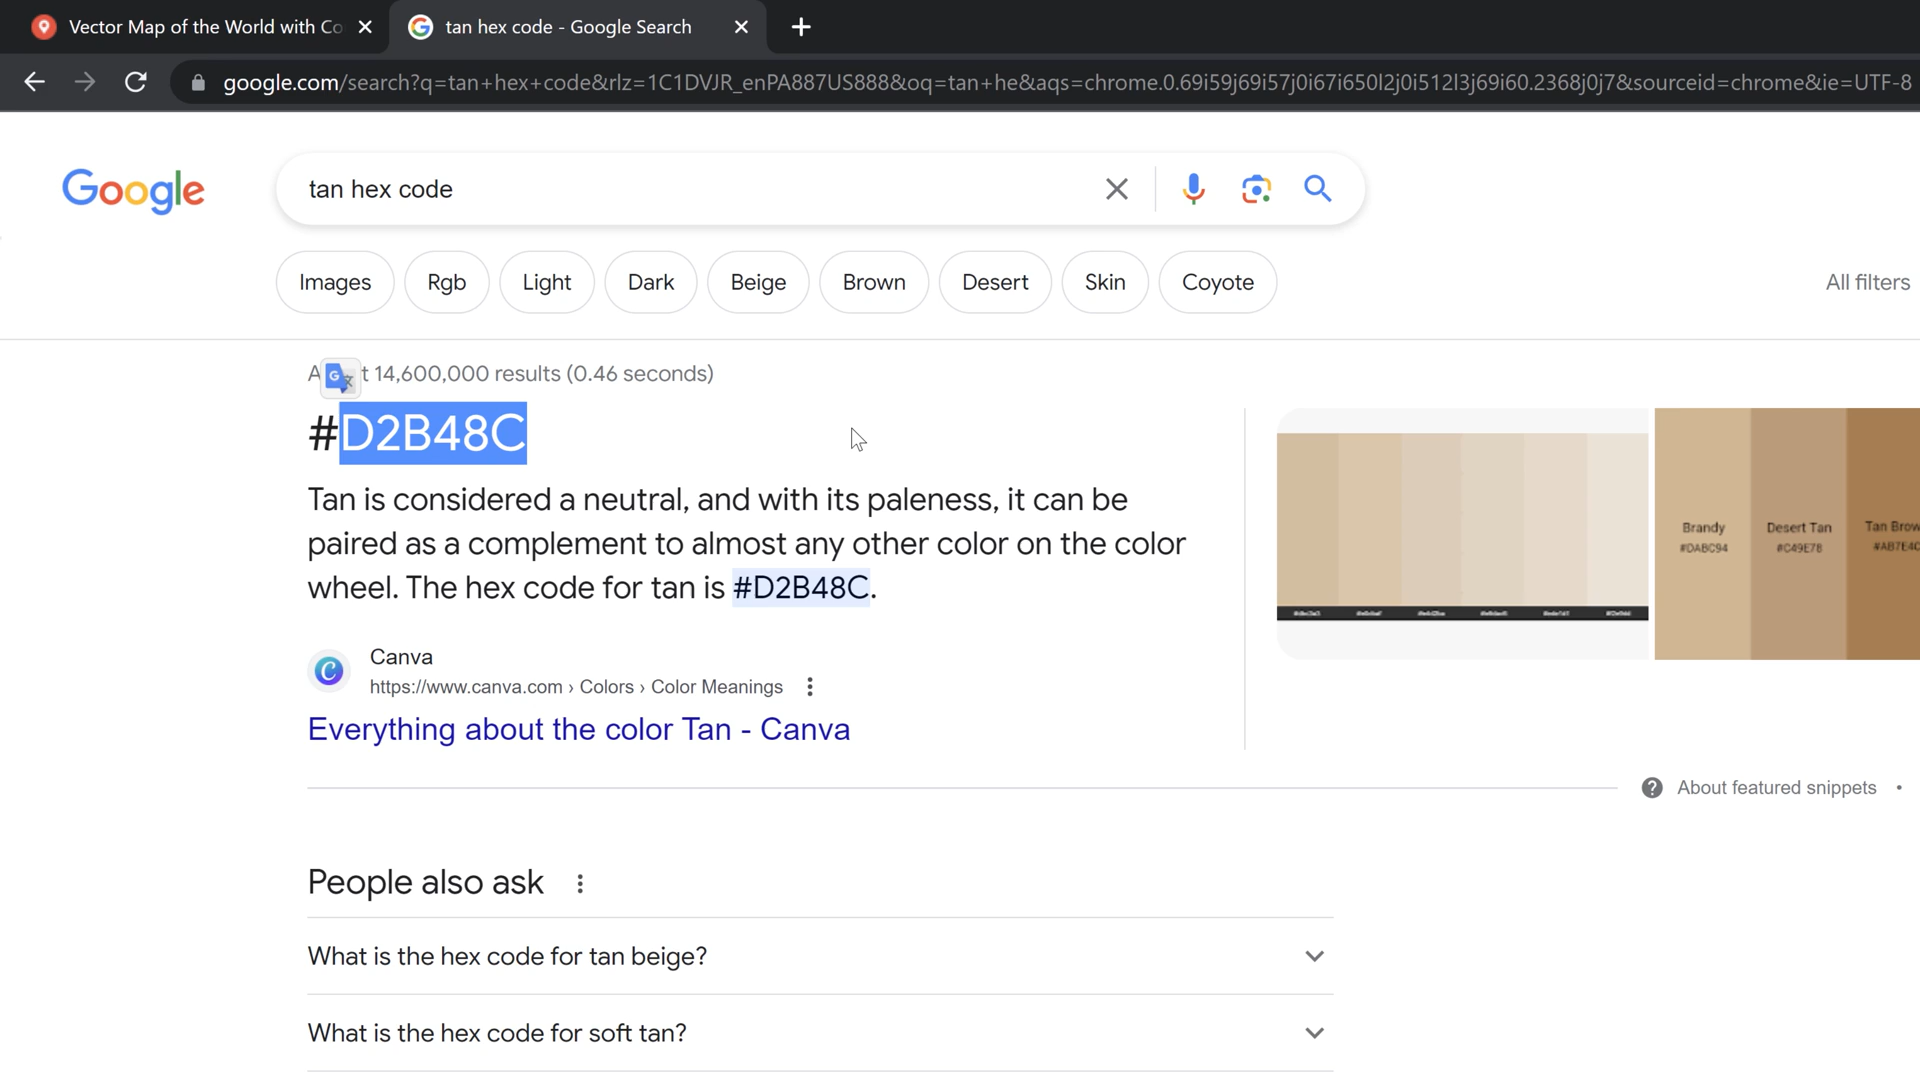 Vector Map of the World with Co
tan hex code - Google Search
google.com/search?q=tan+hex+code&rlz=1C1DVJR_enPA887US888&oq=tan+he&aqs=chrome.0.69i59j69i57j0i67i650l2j0i512l3j69i60.2368j0j7&sourceid=chrome&ie=UTF-8
Google
tan hex code
Images
Rgb
Light
Dark
Beige
Brown
Desert
Skin
Coyote
All filters
A t 14,600,000 results (0.46 seconds)
#D2B48C
Tan is considered a neutral, and with its paleness, it can be
paired as a complement to almost any other color on the color
wheel. The hex code for tan is #D2B48C.
Brandy
#DABC94
Desert Tan
#C49E78
Tan Brow
#AB7E4C
Canva
https://www.canva.com › Colors › Color Meanings
Everything about the color Tan - Canva
About featured snippets
People also ask
What is the hex code for tan beige?
What is the hex code for soft tan?